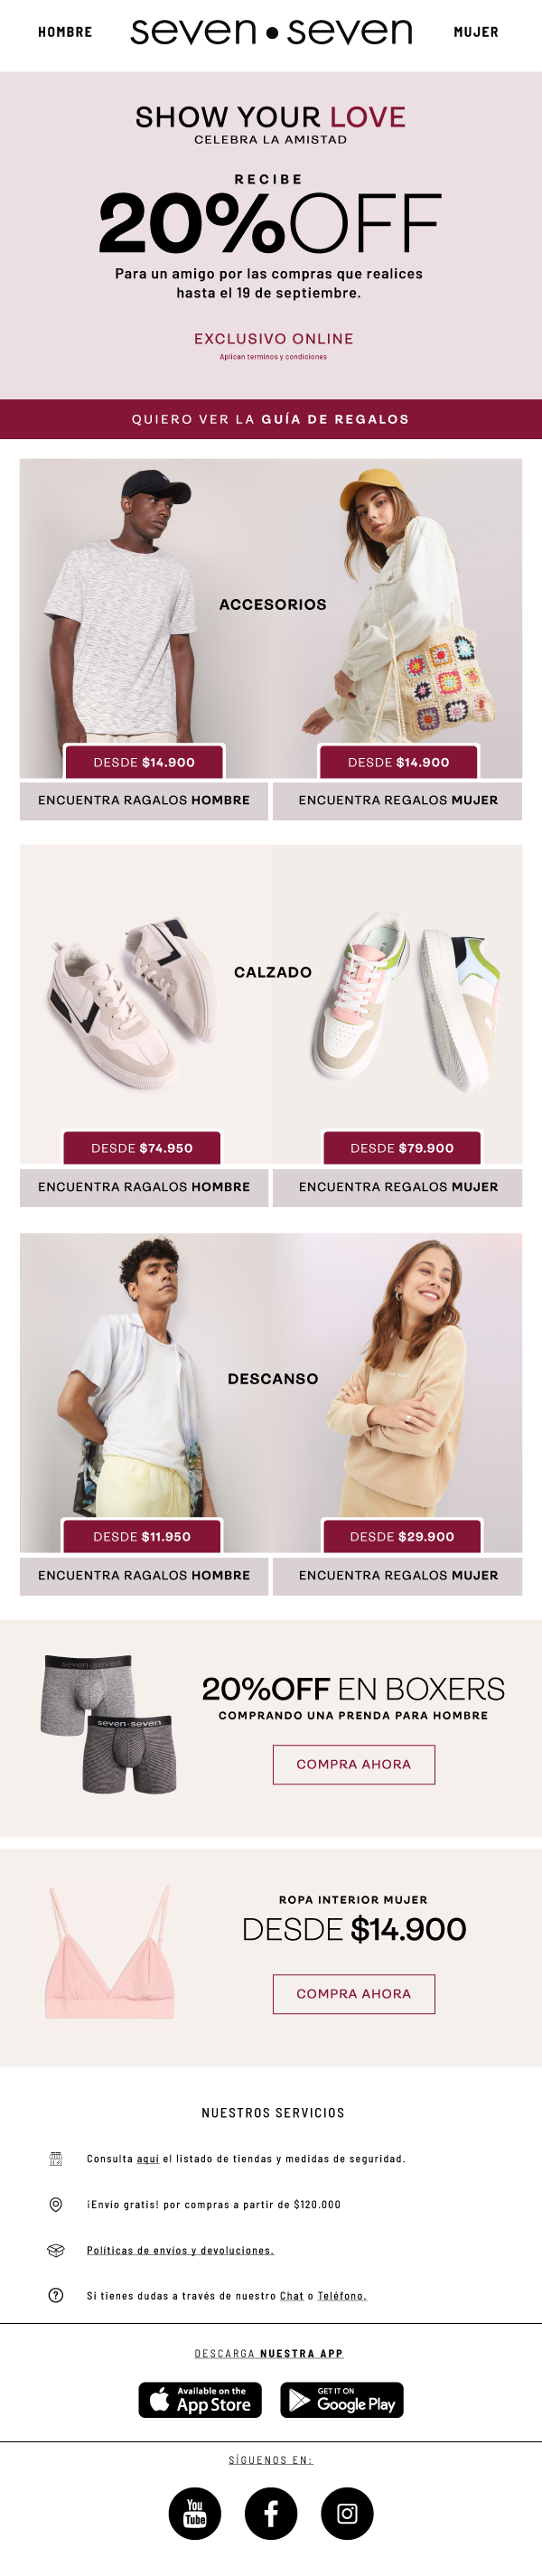 HOMBRE
seven•seven
MUJER
SHOW YOUR LOVE
CELEBRA LA AMISTAD
RECIBE
20%OFF
Para un amigo por las compras que realices
hasta el 19 de septiembre.
EXCLUSIVO ONLINE
Aplican terminos y condiciones
QUIERO VER LA GUÍA DE REGALOS
ACCESORIOS
DESDE $14.900
DESDE $14.900
ENCUENTRA RAGALOS HOMBRE
ENCUENTRA REGALOS MUJER
CALZADO
DESDE $74.950
DESDE $79.900
ENCUENTRA RAGALOS HOMBRE
ENCUENTRA REGALOS MUJER
DESCANSO
DESDE $11.950
DESDE $29.900
ENCUENTRA RAGALOS HOMBRE
ENCUENTRA REGALOS MUJER
seven·seven
seven·seven
20%OFF EN BOXERS
COMPRANDO UNA PRENDA PARA HOMBRE
COMPRA AHORA
ROPA INTERIOR MUJER
DESDE $14.900
COMPRA AHORA
NUESTROS SERVICIOS
Consulta aquí el listado de tiendas y medidas de seguridad.
¡Envío gratis! por compras a partir de $120.000
Políticas de envíos y devoluciones.
Si tienes dudas a través de nuestro Chat o Teléfono.
DESCARGA NUESTRA APP
Available on the
App Store
GET IT ON
Google Play
SÍGUENOS EN:
You
Tube